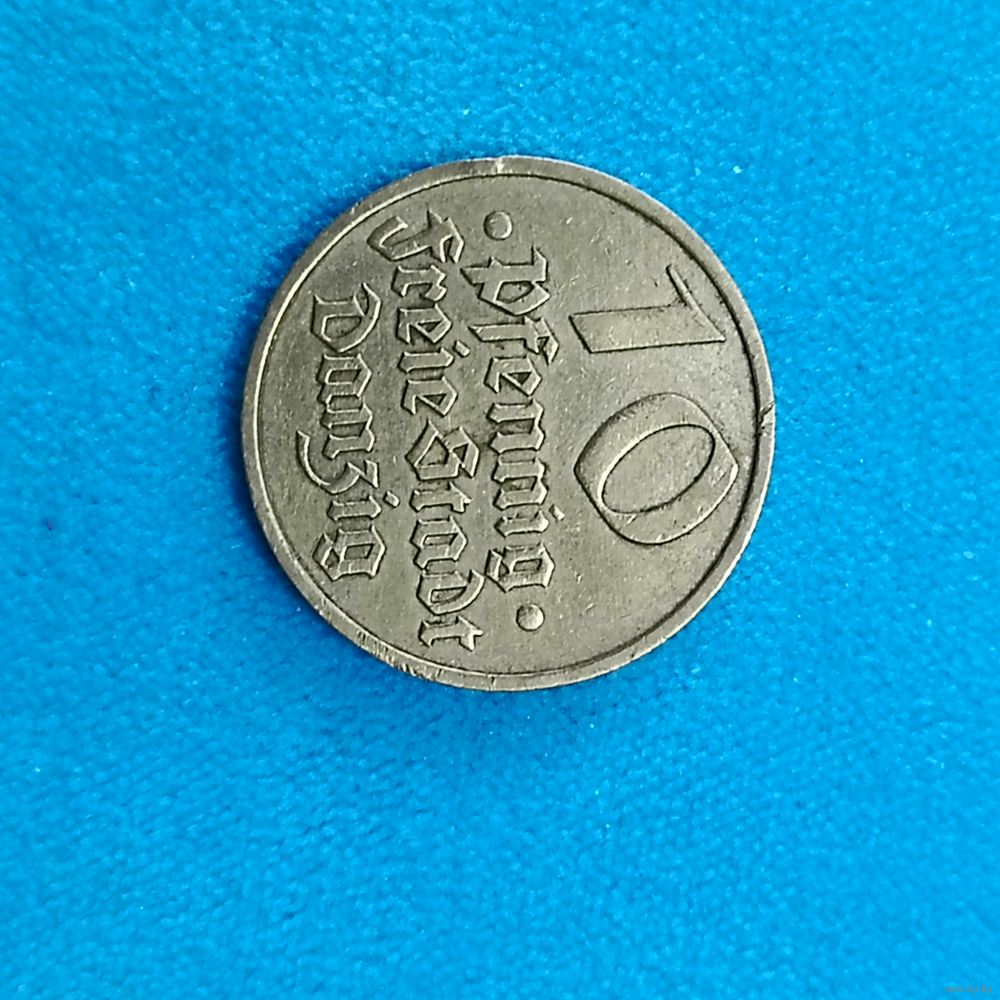 10
• Pfennig •
Freie Stadt
Danzig